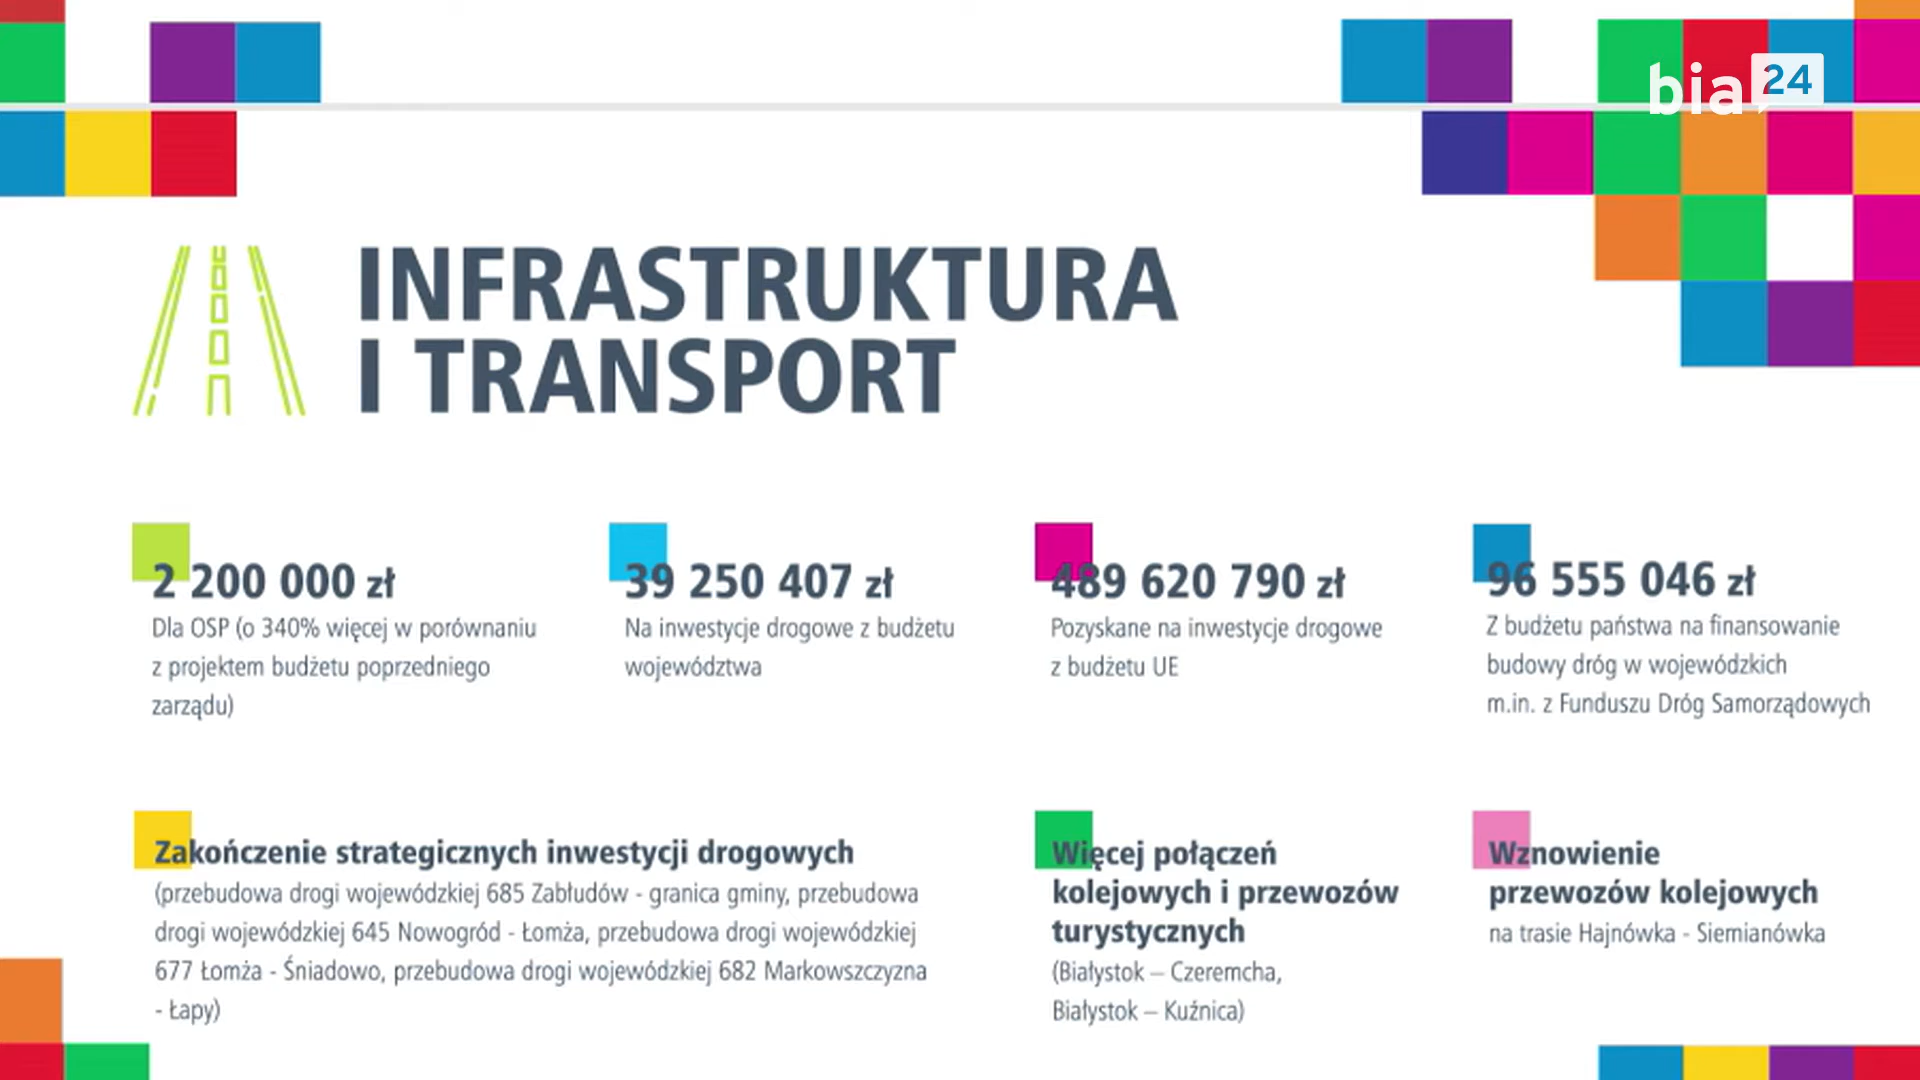 bia 24
INFRASTRUKTURA
I TRANSPORT
2 200 000 zł
Dla OSP (o 340% więcej w porównaniu
z projektem budżetu poprzedniego
zarządu)
39 250 407 zł
Na inwestycje drogowe z budżetu
województwa
489 620 790 zł
Pozyskane na inwestycje drogowe
z budżetu UE
96 555 046 zł
Z budżetu państwa na finansowanie
budowy dróg w wojewódzkich
m.in. z Funduszu Dróg Samorządowych
Zakończenie strategicznych inwestycji drogowych
(przebudowa drogi wojewódzkiej 685 Zabłudów - granica gminy, przebudowa
drogi wojewódzkiej 645 Nowogród - Łomża, przebudowa drogi wojewódzkiej
677 Łomża - Śniadowo, przebudowa drogi wojewódzkiej 682 Markowszczyzna
- Łapy)
Więcej połączeń
kolejowych i przewozów
turystycznych
(Białystok – Czeremcha,
Białystok – Kuźnica)
Wznowienie
przewozów kolejowych
na trasie Hajnówka - Siemianówka